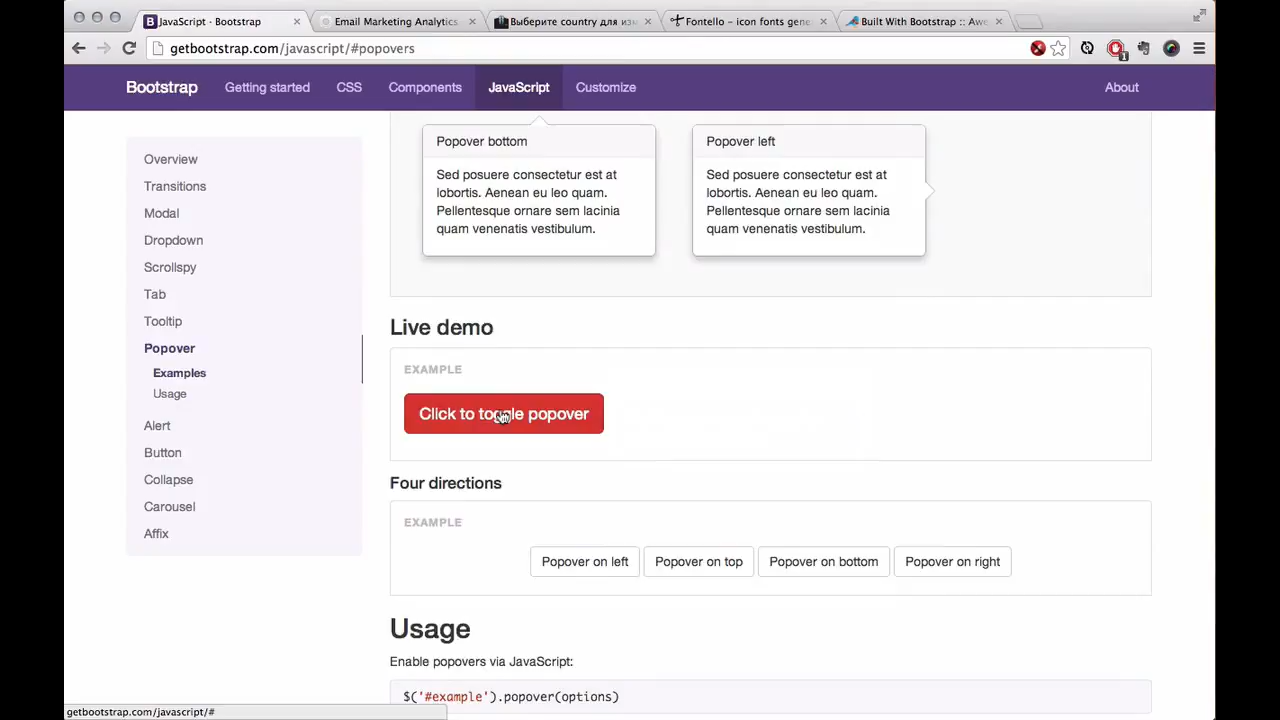 JavaScript · Bootstrap
Email Marketing Analytics
Выберите country для из
Fontello - icon fonts gene
Built With Bootstrap :: Awe
getbootstrap.com/javascript/#popovers
1
Bootstrap
Getting started
CSS
Components
JavaScript
Customize
About
Overview
Transitions
Modal
Dropdown
Scrollspy
Tab
Tooltip
Popover
Examples
Usage
Alert
Button
Collapse
Carousel
Affix
Popover bottom
Sed posuere consectetur est at
lobortis. Aenean eu leo quam.
Pellentesque ornare sem lacinia
quam venenatis vestibulum.
Popover left
Sed posuere consectetur est at
lobortis. Aenean eu leo quam.
Pellentesque ornare sem lacinia
quam venenatis vestibulum.
Live demo
EXAMPLE
Click to toggle popover
Four directions
EXAMPLE
Popover on left
Popover on top
Popover on bottom
Popover on right
Usage
Enable popovers via JavaScript:
$('#example').popover(options)
getbootstrap.com/javascript/#